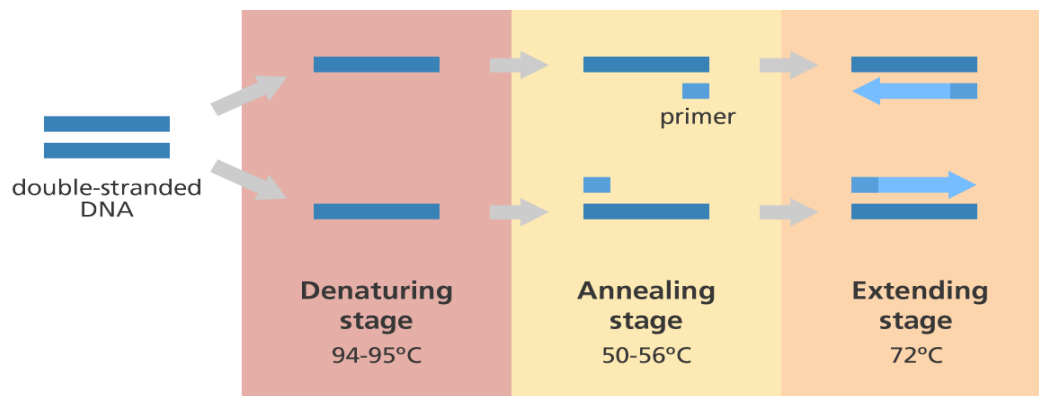 primer
double-stranded
DNA
Denaturing
stage
94-95°C
Annealing
stage
50-56°C
Extending
stage
72°C